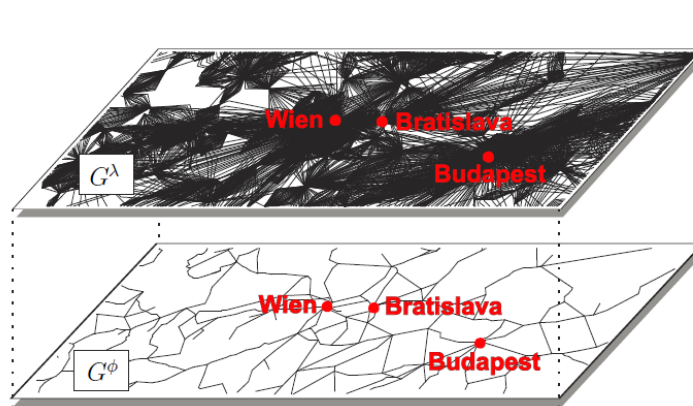 Wien
Bratislava
Budapest
G^λ
Wien
Bratislava
Budapest
G^ϕ